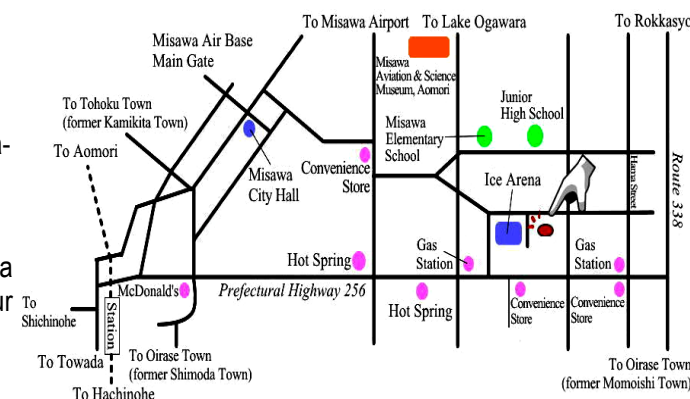 To Misawa Airport
To Lake Ogawara
To Rokkasyo
Misawa Air Base
Main Gate
Misawa
Aviation & Science
Museum, Aomori
To Tohoku Town
(former Kamikita Town)
Junior
High School
Misawa
Elementary
School
a-
To Aomori
Convenience
Store
Misawa
City Hall
Ice Arena
Hama Street
Route 338
a
ur
Hot Spring
Gas
Station
Gas
Station
McDonald's
Prefectural Highway 256
To
Shichinohe
Station
Hot Spring
Convenience
Store
Convenience
Store
To Towada
To Oirase Town
(former Shimoda Town)
To Hachinohe
To Oirase Town
(former Momoishi Town)